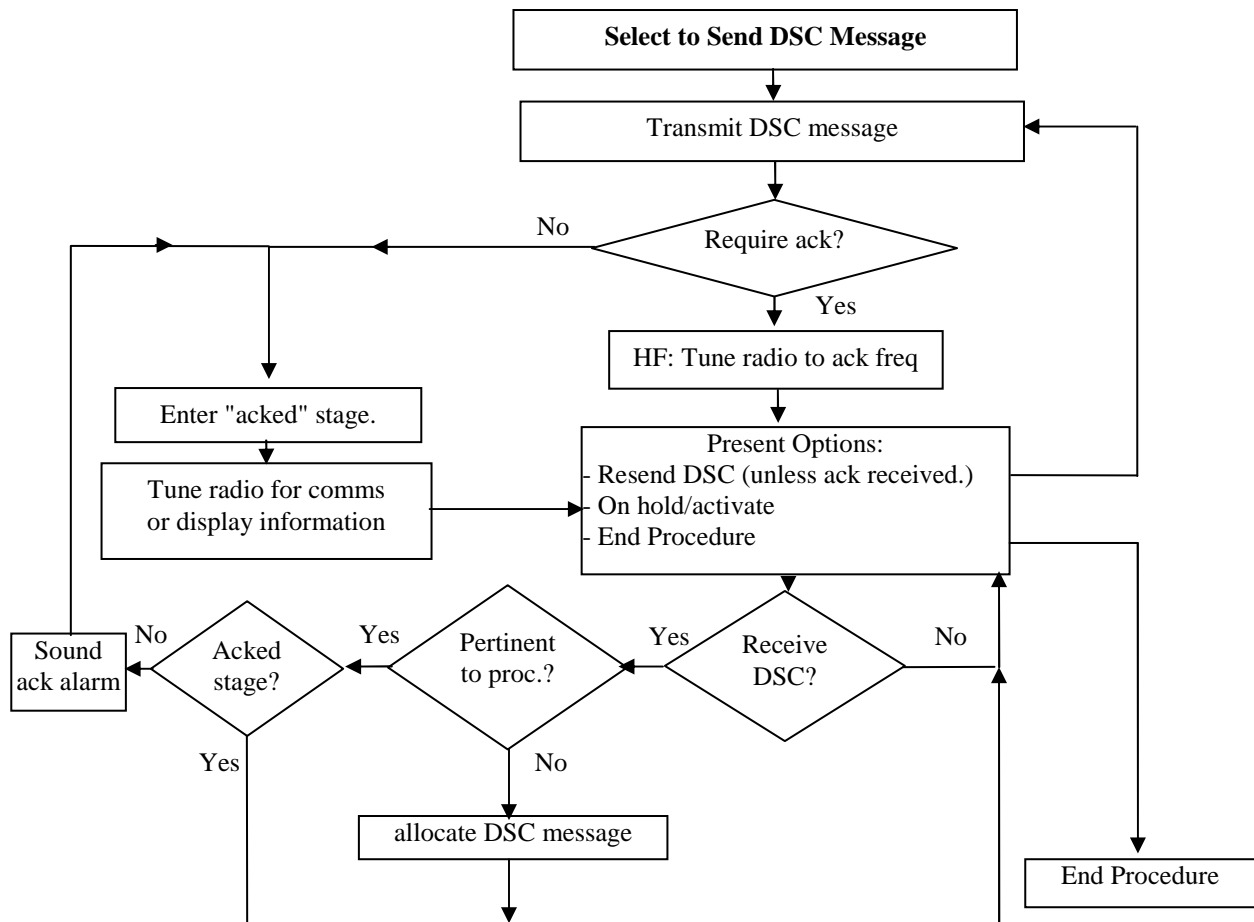 Select to Send DSC Message
Transmit DSC message
No
Require ack?
Yes
HF: Tune radio to ack freq
Enter "acked" stage.
Present Options:
- Resend DSC (unless ack received.)
- On hold/activate
- End Procedure
Tune radio for comms
or display information
No
Yes
Yes
No
Sound
ack alarm
Acked
stage?
Pertinent
to proc.?
Receive
DSC?
Yes
No
allocate DSC message
End Procedure